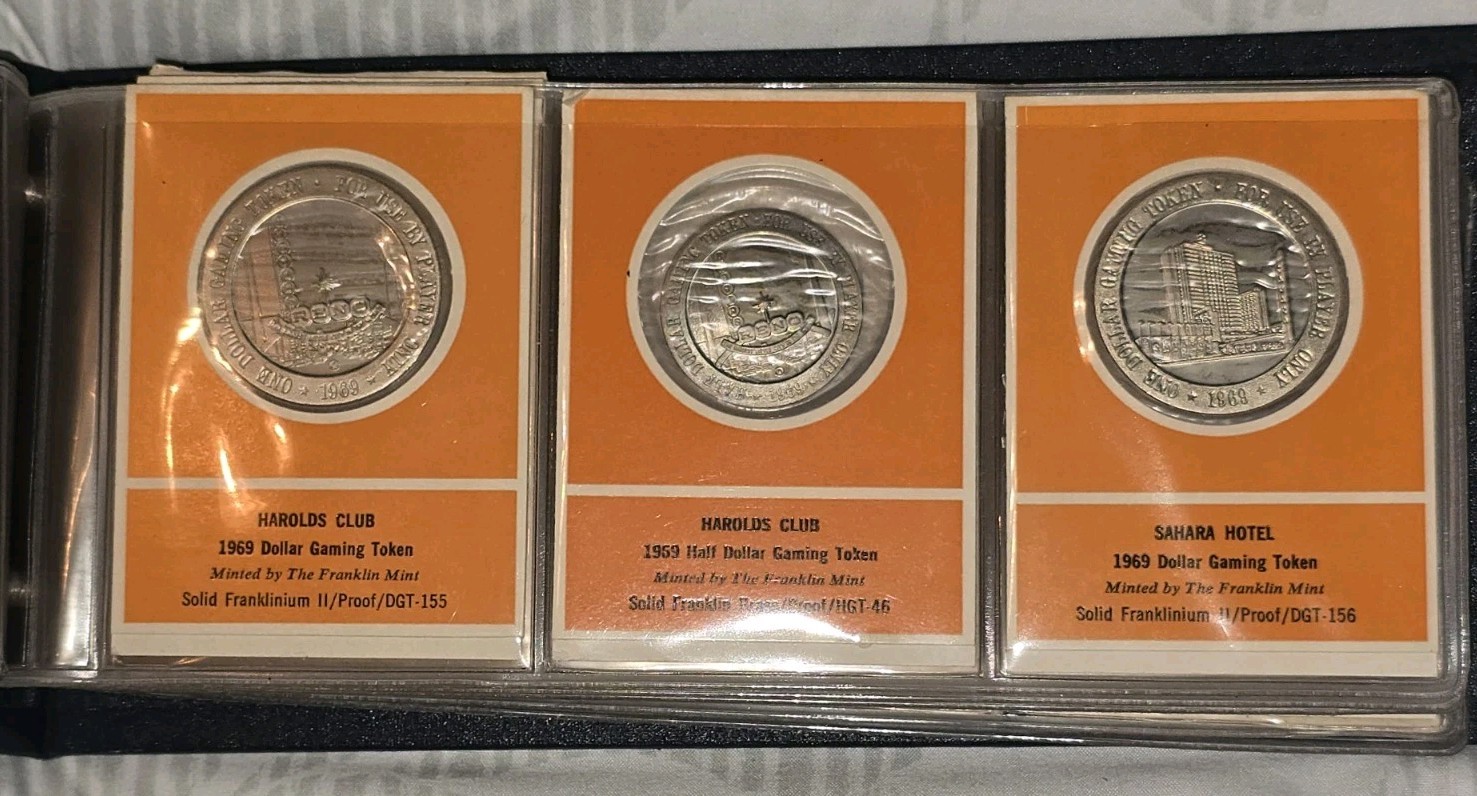 ONE DOLLAR GAMING TOKEN • FOR USE BY PLAYER ONLY
★ 1969 ★
RENO
HAROLDS CLUB
1969 Dollar Gaming Token
Minted by The Franklin Mint
Solid Franklinium II/Proof/DGT-155
HALF DOLLAR GAMING TOKEN • FOR USE BY PLAYER ONLY
★ 1969 ★
RENO
HAROLDS CLUB
1969 Half Dollar Gaming Token
Minted by The Franklin Mint
Solid Franklin Brass/Proof/HGT-46
ONE DOLLAR GAMING TOKEN • FOR USE BY PLAYER ONLY
★ 1969 ★
SAHARA HOTEL
1969 Dollar Gaming Token
Minted by The Franklin Mint
Solid Franklinium II/Proof/DGT-156